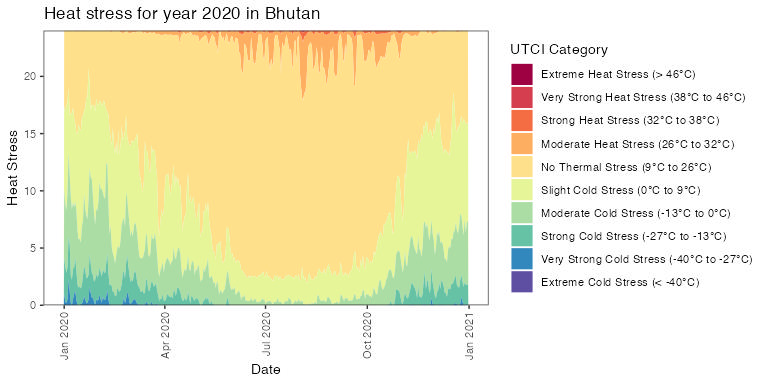 Heat stress for year 2020 in Bhutan
Heat Stress
20
15
10
5
0
Jan 2020
Apr 2020
Jul 2020
Oct 2020
Jan 2021
Date
UTCI Category
Extreme Heat Stress (> 46°C)
Very Strong Heat Stress (38°C to 46°C)
Strong Heat Stress (32°C to 38°C)
Moderate Heat Stress (26°C to 32°C)
No Thermal Stress (9°C to 26°C)
Slight Cold Stress (0°C to 9°C)
Moderate Cold Stress (-13°C to 0°C)
Strong Cold Stress (-27°C to -13°C)
Very Strong Cold Stress (-40°C to -27°C)
Extreme Cold Stress (< -40°C)